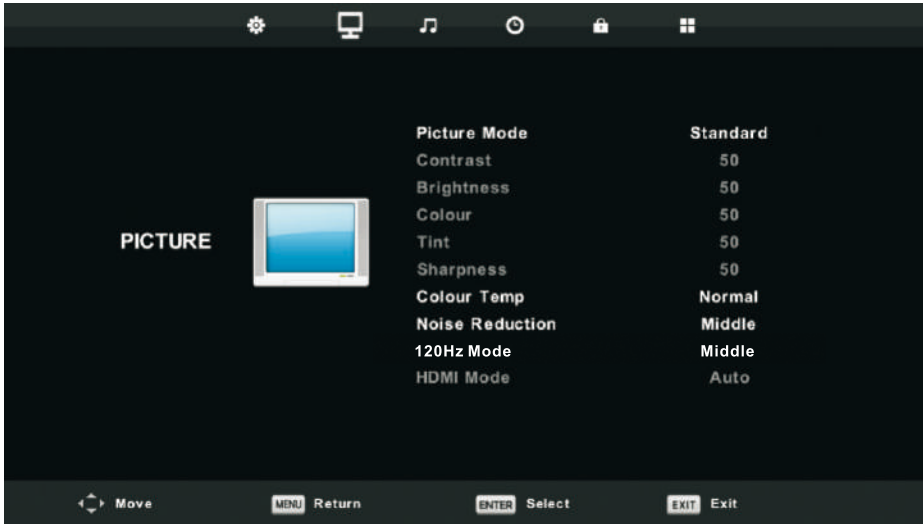 PICTURE
Picture Mode Standard
Contrast 50
Brightness 50
Colour 50
Tint 50
Sharpness 50
Colour Temp Normal
Noise Reduction Middle
120Hz Mode Middle
HDMI Mode Auto
Move MENU Return ENTER Select EXIT Exit